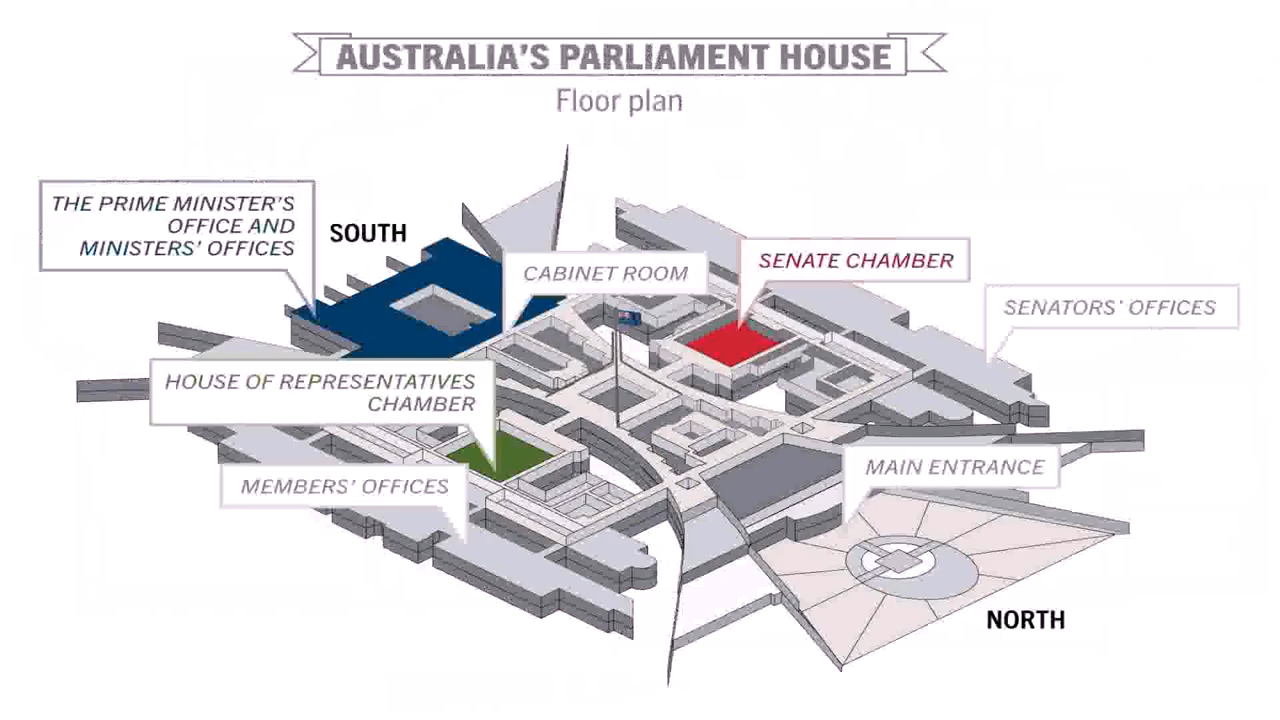 AUSTRALIA'S PARLIAMENT HOUSE
Floor plan
THE PRIME MINISTER'S
OFFICE AND
MINISTERS' OFFICES
SOUTH
CABINET ROOM
SENATE CHAMBER
SENATORS' OFFICES
HOUSE OF REPRESENTATIVES
CHAMBER
MEMBERS' OFFICES
MAIN ENTRANCE
NORTH